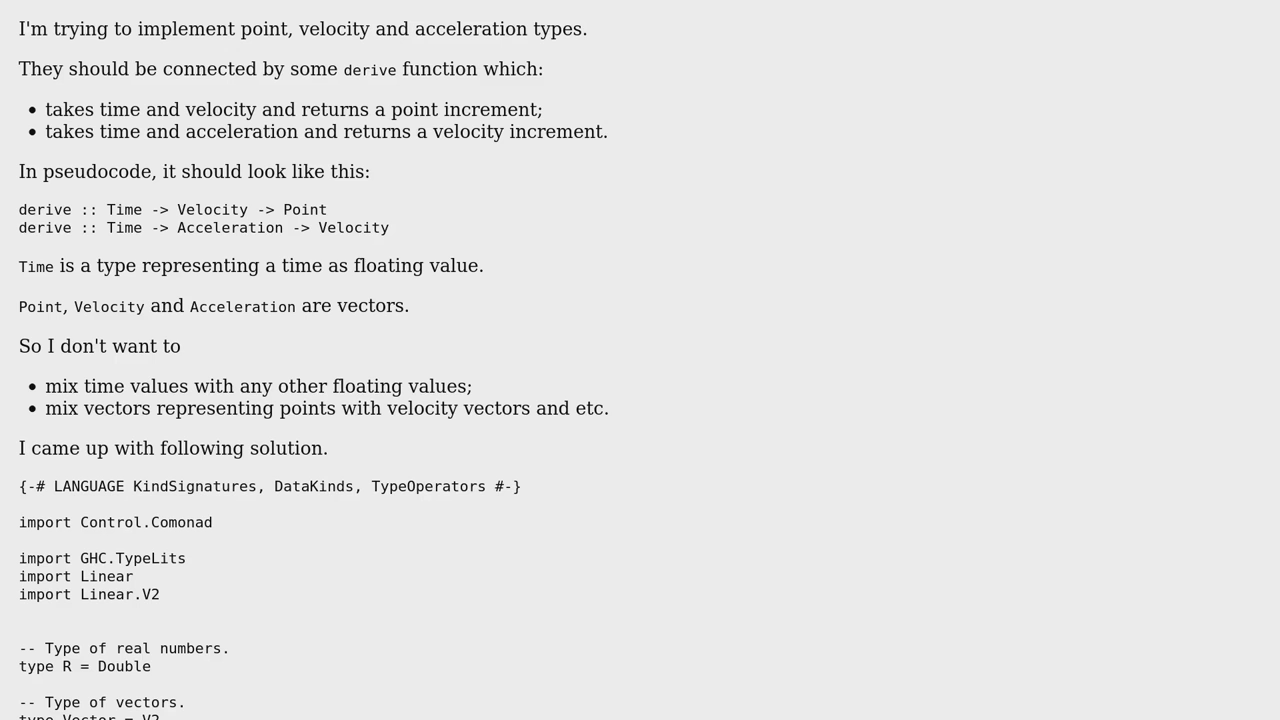 I'm trying to implement point, velocity and acceleration types.
They should be connected by some derive function which:
• takes time and velocity and returns a point increment;
• takes time and acceleration and returns a velocity increment.
In pseudocode, it should look like this:
derive :: Time -> Velocity -> Point
derive :: Time -> Acceleration -> Velocity
Time is a type representing a time as floating value.
Point, Velocity and Acceleration are vectors.
So I don't want to
• mix time values with any other floating values;
• mix vectors representing points with velocity vectors and etc.
I came up with following solution.
{-# LANGUAGE KindSignatures, DataKinds, TypeOperators #-}
import Control.Comonad
import GHC.TypeLits
import Linear
import Linear.V2
-- Type of real numbers.
type R = Double
-- Type of vectors.
type Vector = V2